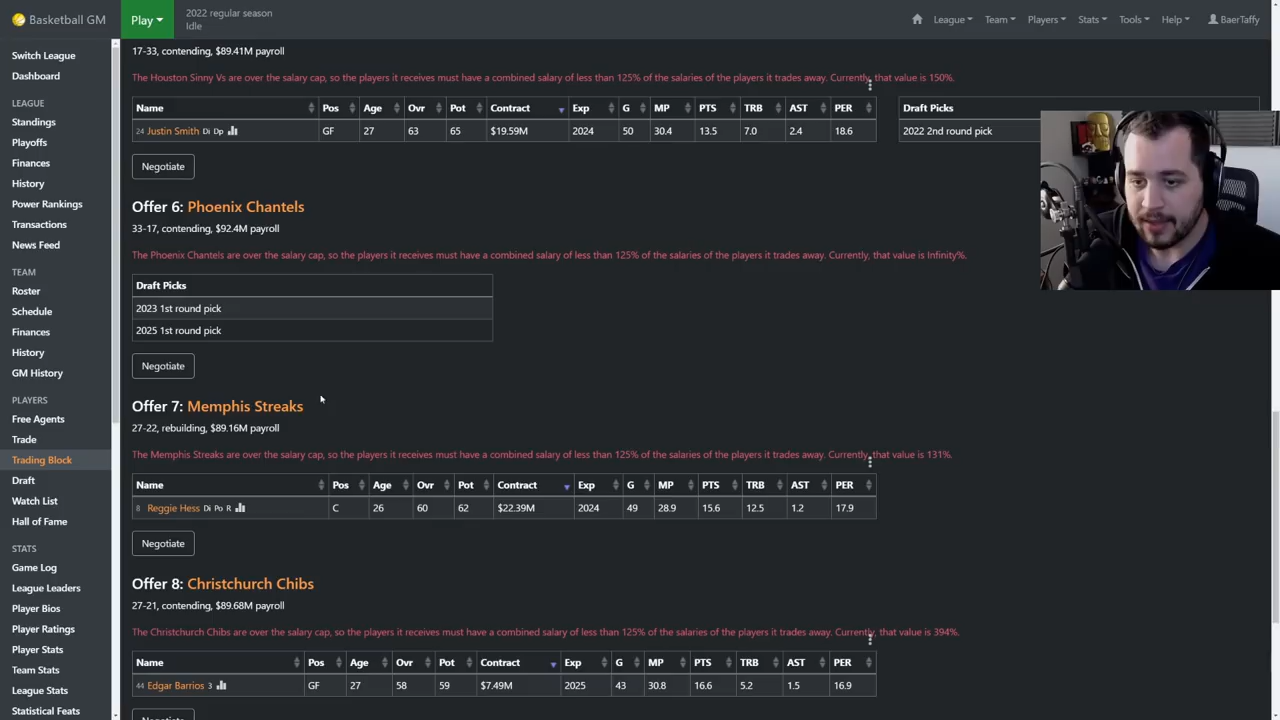 Basketball GM
Play
2022 regular season
Idle
League
Team
Players
Stats
Tools
Help
BaerTaffy
Switch League
Dashboard
LEAGUE
Standings
Playoffs
Finances
History
Power Rankings
Transactions
News Feed
TEAM
Roster
Schedule
Finances
History
GM History
PLAYERS
Free Agents
Trade
Trading Block
Draft
Watch List
Hall of Fame
STATS
Game Log
League Leaders
Player Bios
Player Ratings
Player Stats
Team Stats
League Stats
Statistical Feats
17-33, contending, $89.41M payroll
The Houston Sinny Vs are over the salary cap, so the players it receives must have a combined salary of less than 125% of the salaries of the players it trades away. Currently, that value is 150%.
Name Pos Age Ovr Pot Contract Exp G MP PTS TRB AST PER
24 Justin Smith Di Dp GF 27 63 65 $19.59M 2024 50 30.4 13.5 7.0 2.4 18.6
Draft Picks
2022 2nd round pick
Negotiate
Offer 6: Phoenix Chantels
33-17, contending, $92.4M payroll
The Phoenix Chantels are over the salary cap, so the players it receives must have a combined salary of less than 125% of the salaries of the players it trades away. Currently, that value is Infinity%.
Draft Picks
2023 1st round pick
2025 1st round pick
Negotiate
Offer 7: Memphis Streaks
27-22, rebuilding, $89.16M payroll
The Memphis Streaks are over the salary cap, so the players it receives must have a combined salary of less than 125% of the salaries of the players it trades away. Currently, that value is 131%.
Name Pos Age Ovr Pot Contract Exp G MP PTS TRB AST PER
8 Reggie Hess Di Po R C 26 60 62 $22.39M 2024 49 28.9 15.6 12.5 1.2 17.9
Negotiate
Offer 8: Christchurch Chibs
27-21, contending, $89.68M payroll
The Christchurch Chibs are over the salary cap, so the players it receives must have a combined salary of less than 125% of the salaries of the players it trades away. Currently, that value is 394%.
Name Pos Age Ovr Pot Contract Exp G MP PTS TRB AST PER
44 Edgar Barrios 3 GF 27 58 59 $7.49M 2025 43 30.8 16.6 5.2 1.5 16.9